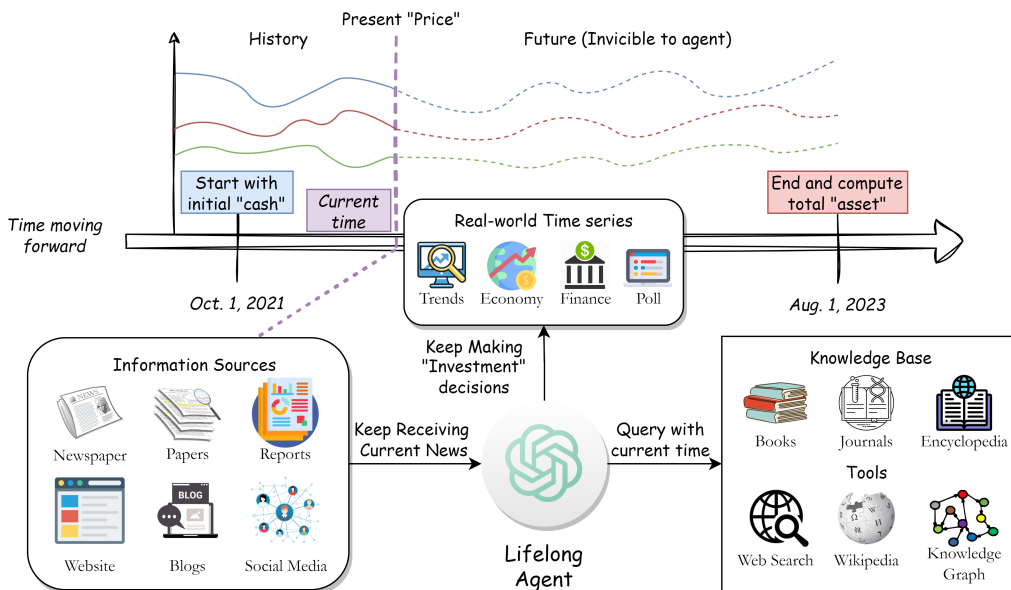 Present "Price"
History
Future (Invicible to agent)
Start with
initial "cash"
Current
time
End and compute
total "asset"
Time moving
forward
Real-world Time series
Trends
Economy
Finance
Poll
Oct. 1, 2021
Aug. 1, 2023
Information Sources
NEWS
Newspaper
Papers
Reports
BLOG
Website
Blogs
Social Media
Keep Making
"Investment"
decisions
Keep Receiving
Current News
Query with
current time
Lifelong
Agent
Knowledge Base
Books
Journals
Encyclopedia
Tools
Web Search
Wikipedia
Knowledge
Graph